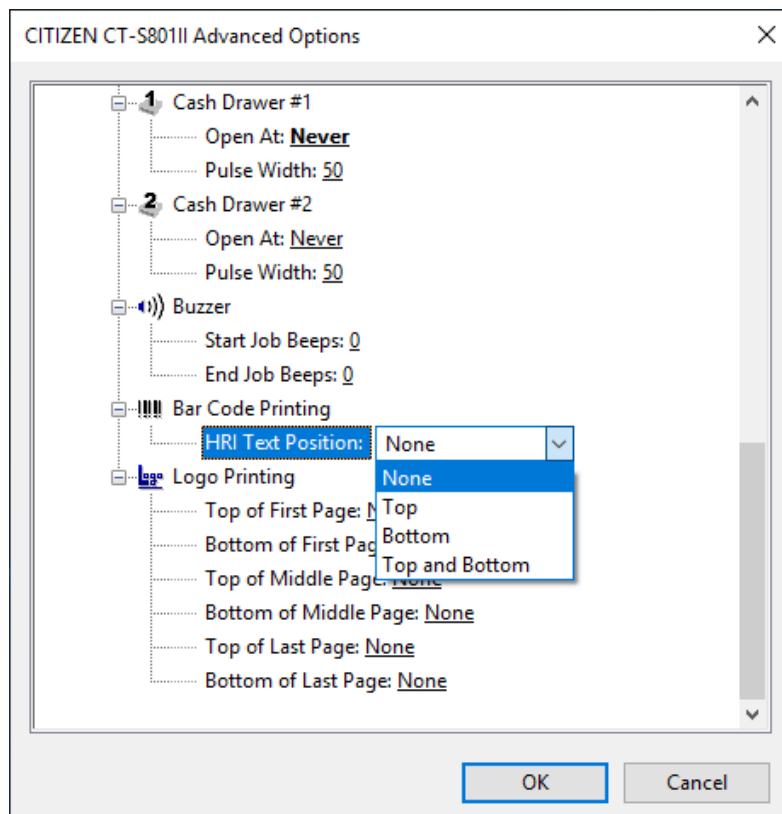 CITIZEN CT-S801II Advanced Options
1 Cash Drawer #1
Open At: Never
Pulse Width: 50
2 Cash Drawer #2
Open At: Never
Pulse Width: 50
Buzzer
Start Job Beeps: 0
End Job Beeps: 0
Bar Code Printing
HRI Text Position: None
None
Logo Printing
Top of First Page: Top
Bottom of First Bottom
Top of Middle Page: None Top and Bottom
Bottom of Middle Page: None
Top of Last Page: None
Bottom of Last Page: None
OK Cancel